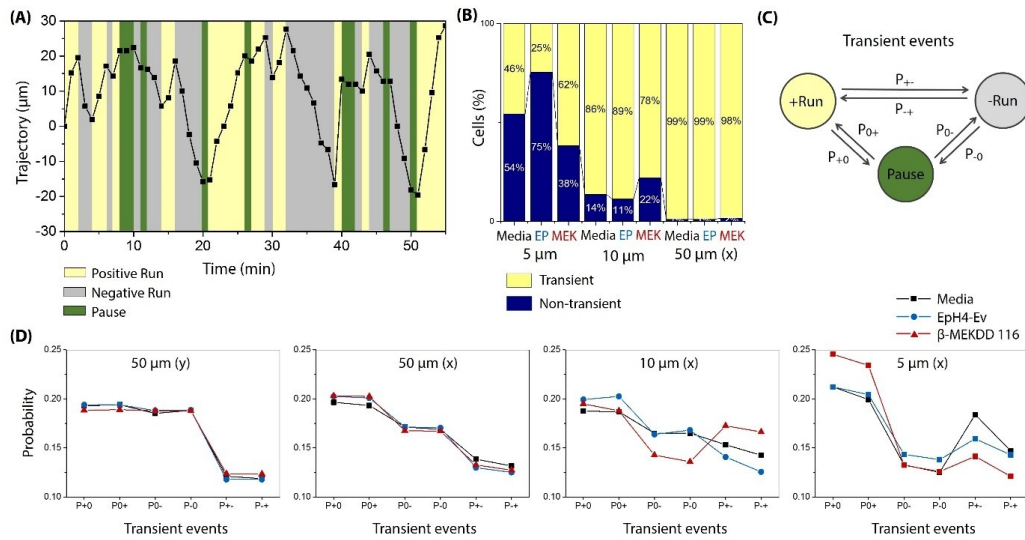 (A)
Trajectory (µm)
30
20
10
0
-10
-20
-30
0 10 20 30 40 50
Time (min)
Positive Run
Negative Run
Pause
(B)
Cells (%)
100
0
46% 25% 62% 86% 89% 78% 99% 99% 98%
54% 75% 38% 14% 11% 22%
Media EP MEK Media EP MEK Media EP MEK
5 µm 10 µm 50 µm (x)
Transient
Non-transient
(C)
Transient events
+Run
-Run
Pause
P+-
P-+
P0+
P+0
P0-
P-0
Media
EpH4-Ev
β-MEKDD 116
(D)
Probability
50 µm (y)
0.25
0.20
0.15
0.10
P+0 P0+ P0- P-0 P+- P-+
Transient events
50 µm (x)
0.25
0.20
0.15
0.10
P+0 P0+ P0- P-0 P+- P-+
Transient events
10 µm (x)
0.25
0.20
0.15
0.10
P+0 P0+ P0- P-0 P+- P-+
Transient events
5 µm (x)
0.25
0.20
0.15
0.10
P+0 P0+ P0- P-0 P+- P-+
Transient events